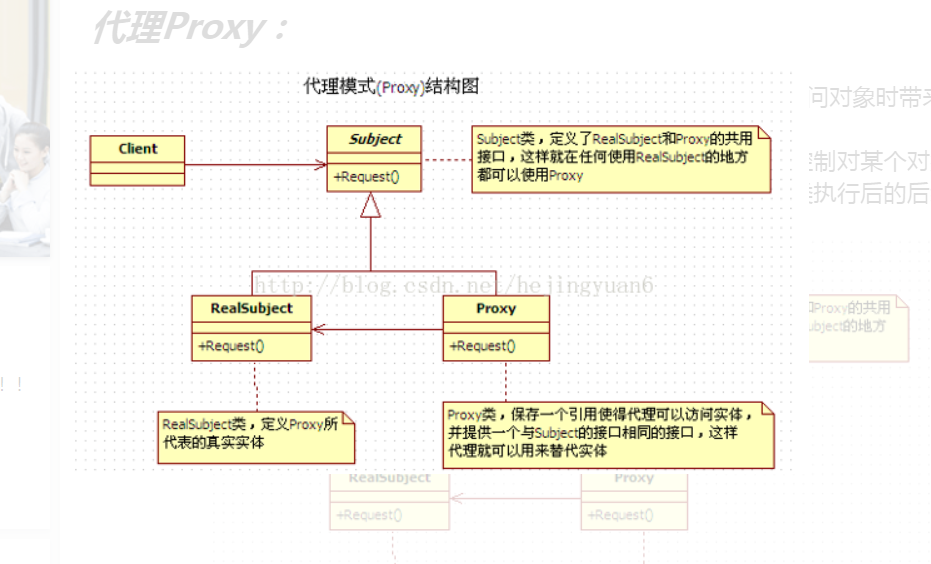 代理Proxy：
代理模式(Proxy)结构图
问对象时带来
Client
Subject
+Request()
Subject类，定义了RealSubject和Proxy的共用
接口，这样就在任何使用RealSubject的地方
都可以使用Proxy
控制对某个对
执行后的后
http://blog.csdn.net/hejingyuan6
RealSubject
+Request()
Proxy
+Request()
和Proxy的共用
ubject的地方
！！
RealSubject类，定义Proxy所
代表的真实实体
Proxy类，保存一个引用使得代理可以访问实体，
并提供一个与Subject的接口相同的接口，这样
代理就可以用来替代实体
RealSubject
+Request()
Proxy
+Request()